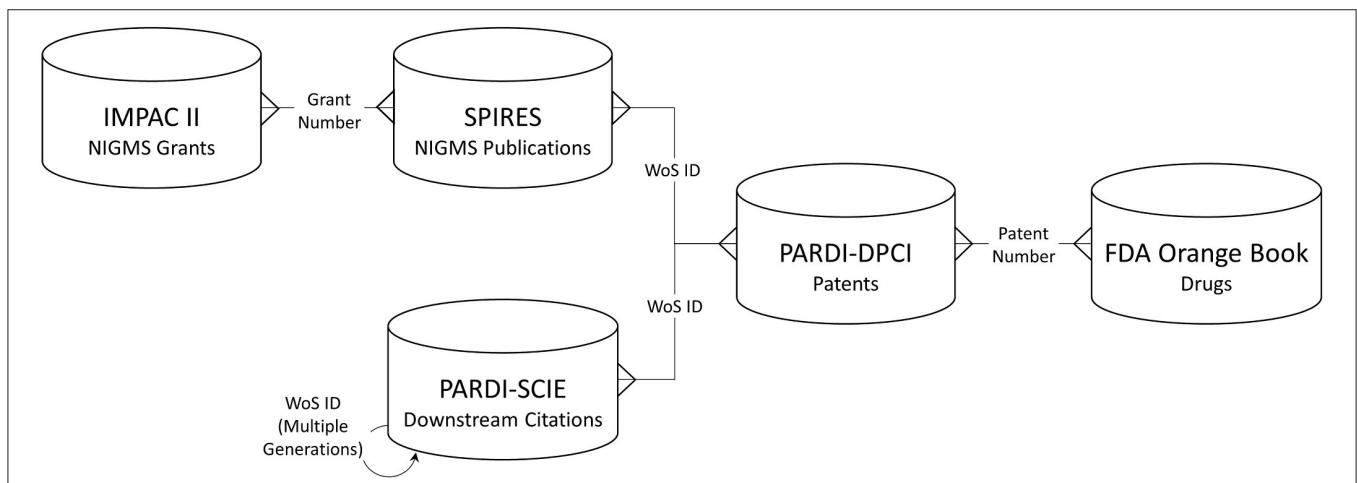 IMPAC II
NIGMS Grants
Grant
Number
SPIRES
NIGMS Publications
WoS ID
PARDI-DPCI
Patents
Patent
Number
FDA Orange Book
Drugs
WoS ID
PARDI-SCIE
Downstream Citations
WoS ID
(Multiple
Generations)